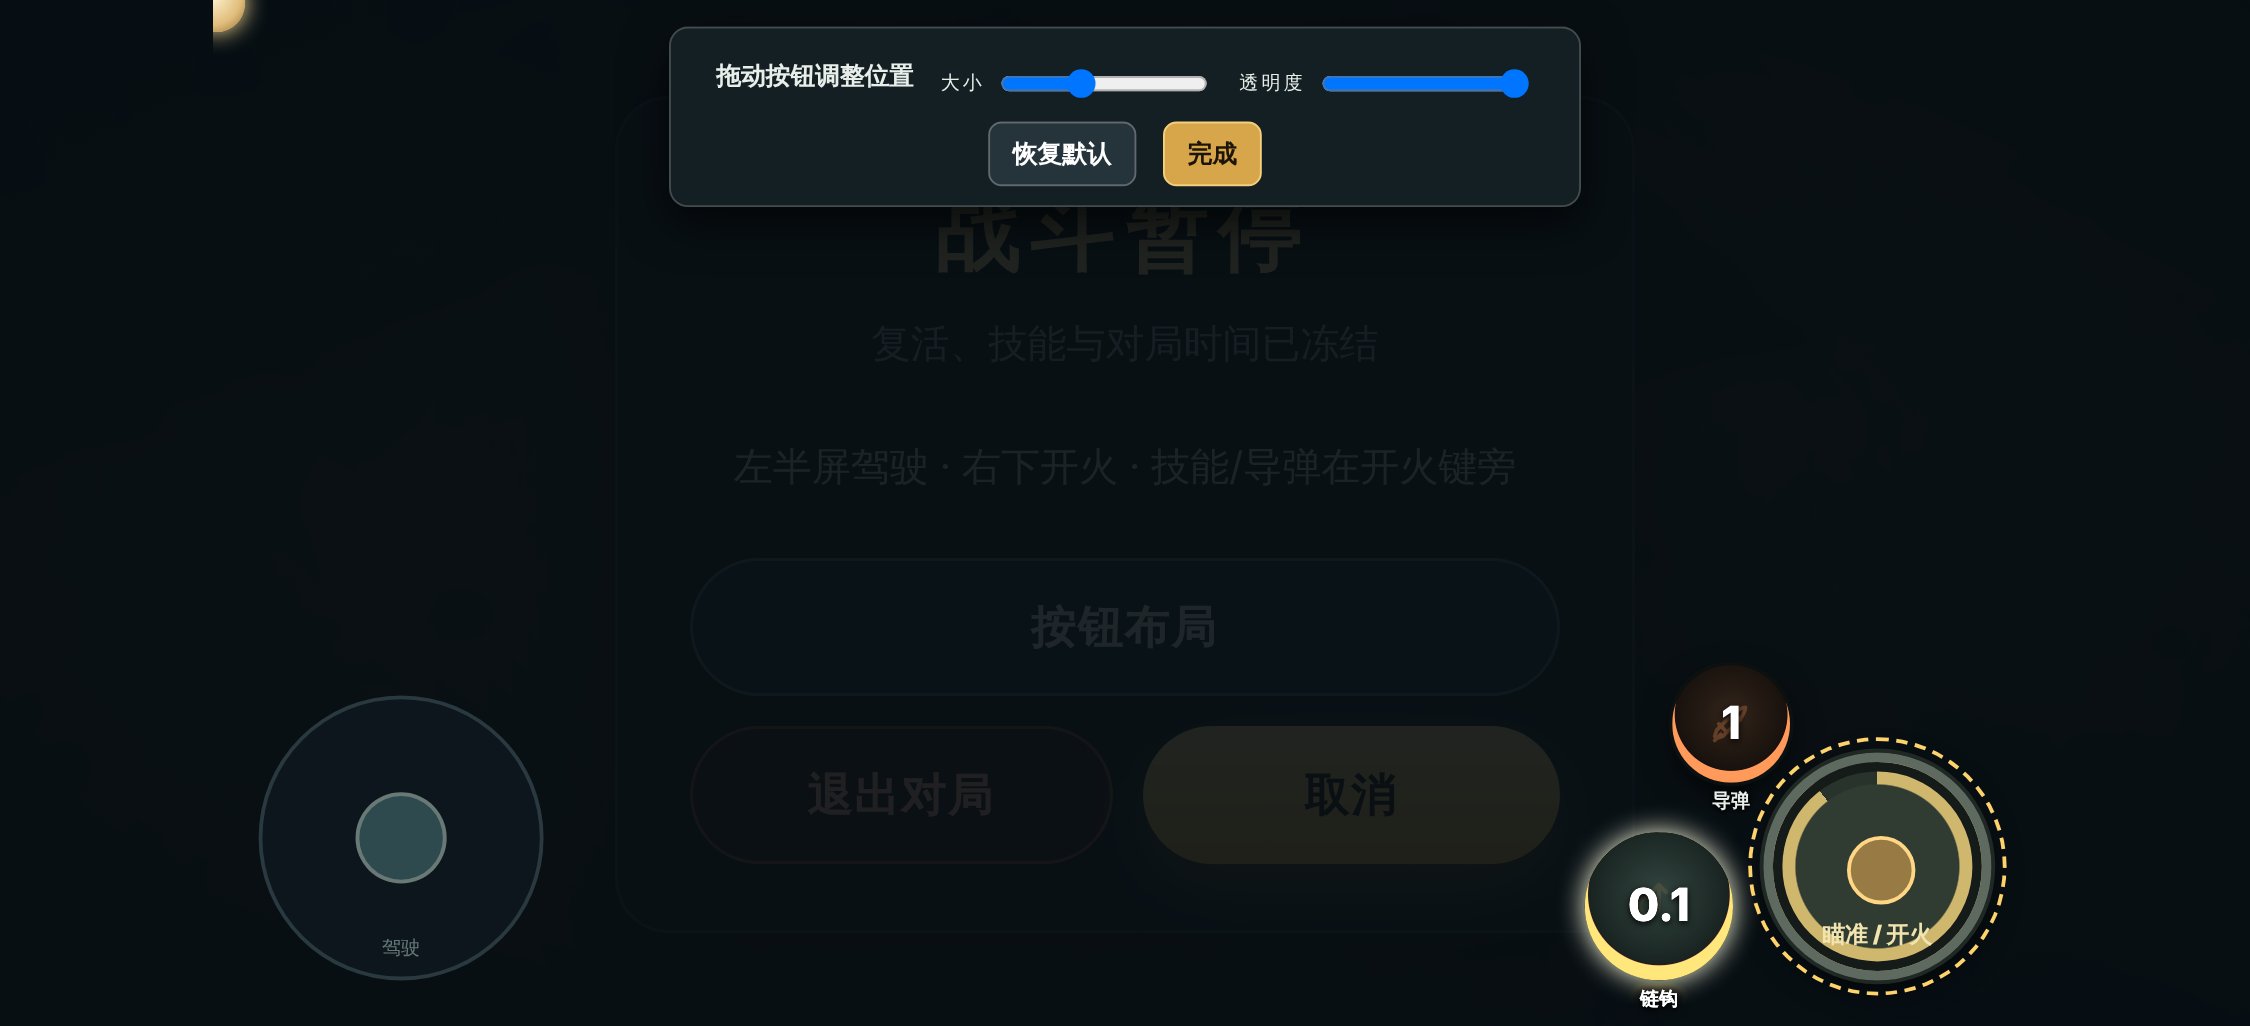 拖动按钮调整位置 大小 透明度
恢复默认 完成
战斗暂停
复活、技能与对局时间已冻结
左半屏驾驶 · 右下开火 · 技能/导弹在开火键旁
按钮布局
退出对局 取消
1
导弹
0.1
链钩
瞄准 / 开火
驾驶